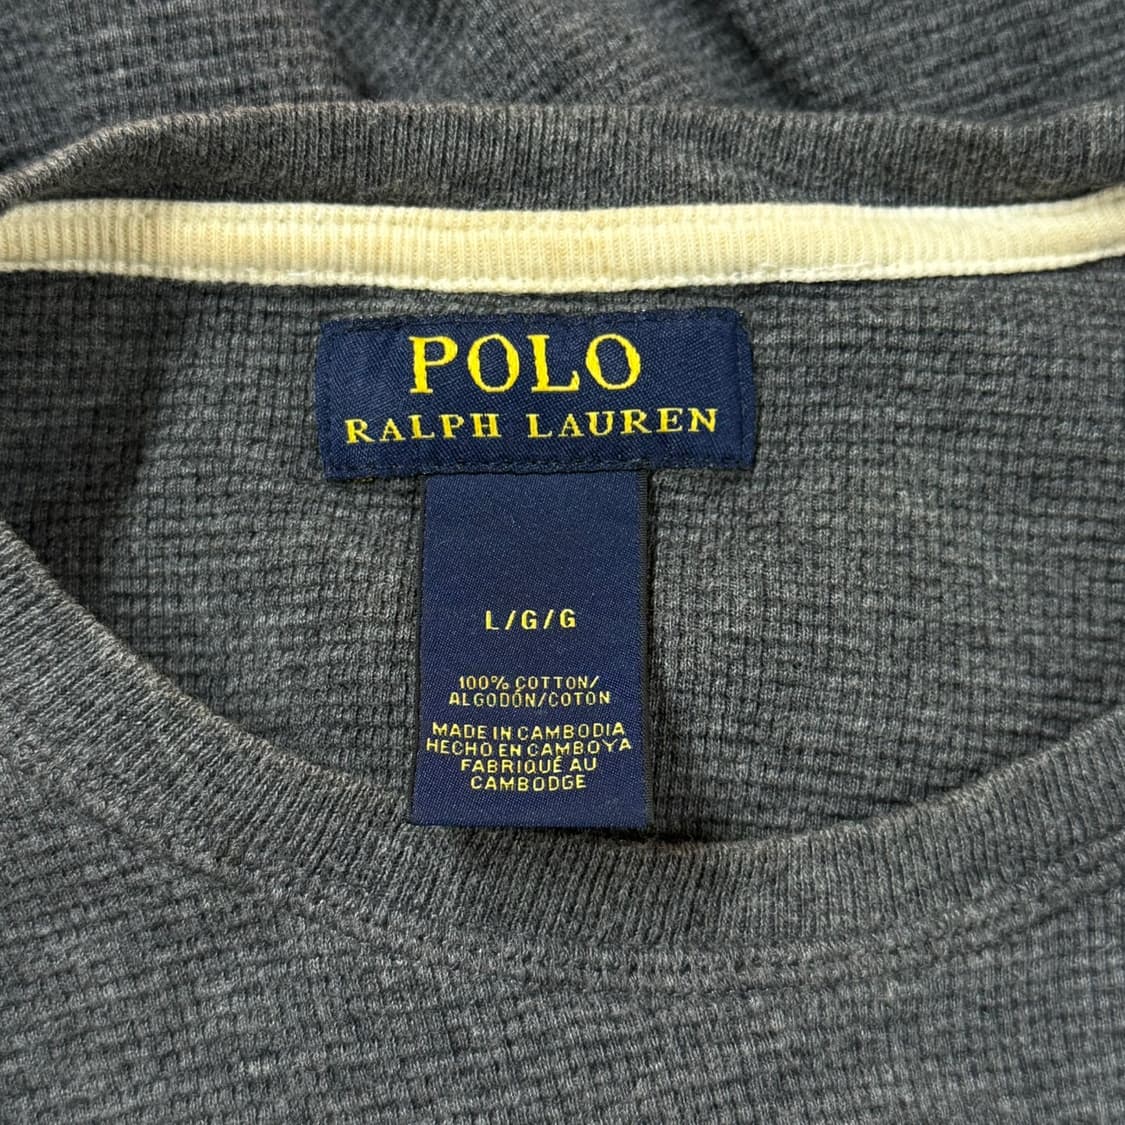 POLO
RALPH LAUREN
L/G/G
100% COTTON/
ALGODÓN/COTON
MADE IN CAMBODIA
HECHO EN CAMBOYA
FABRIQUÉ AU
CAMBODGE